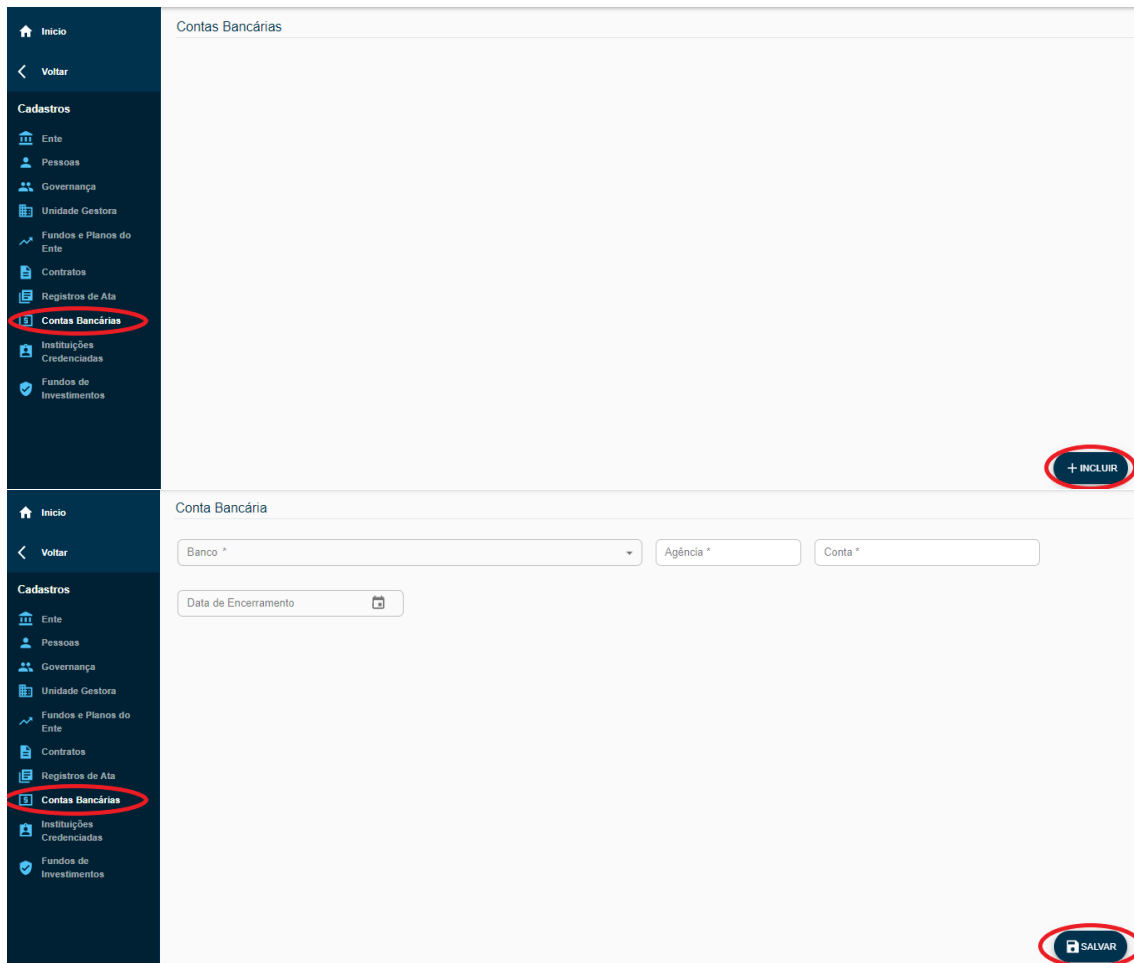 Inicio
Voltar
Cadastros
Ente
Pessoas
Governança
Unidade Gestora
Fundos e Planos do
Ente
Contratos
Registros de Ata
Contas Bancárias
Instituições
Credenciadas
Fundos de
Investimentos
Contas Bancárias
INCLUIR
Inicio
Voltar
Cadastros
Ente
Pessoas
Governança
Unidade Gestora
Fundos e Planos do
Ente
Contratos
Registros de Ata
Contas Bancárias
Instituições
Credenciadas
Fundos de
Investimentos
Conta Bancária
Banco * Agência * Conta *
Data de Encerramento
SALVAR